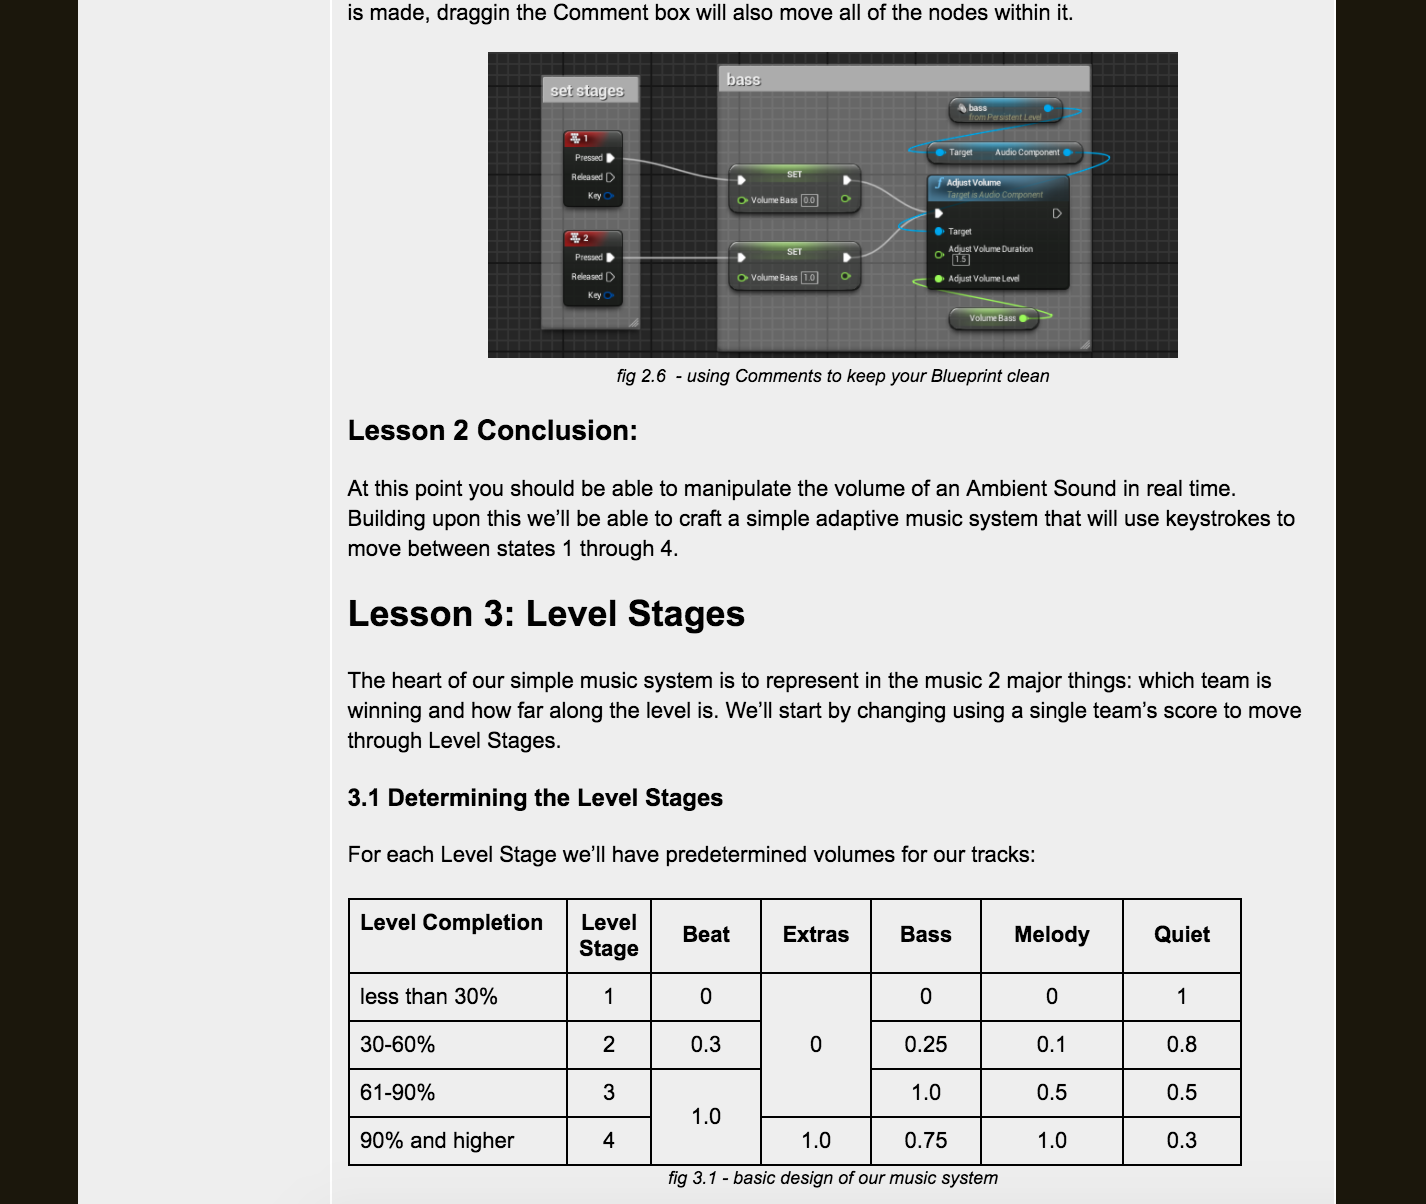 is made, draggin the Comment box will also move all of the nodes within it.
set stages
bass
1
Pressed
Released
Key
2
Pressed
Released
Key
SET
Volume Bass 0.0
SET
Volume Bass 1.0
bass
from Persistent Level
Target Audio Component
Adjust Volume
Target is Audio Component
Target
Adjust Volume Duration
1.5
Adjust Volume Level
Volume Bass
fig 2.6 - using Comments to keep your Blueprint clean
Lesson 2 Conclusion:
At this point you should be able to manipulate the volume of an Ambient Sound in real time.
Building upon this we’ll be able to craft a simple adaptive music system that will use keystrokes to
move between states 1 through 4.
Lesson 3: Level Stages
The heart of our simple music system is to represent in the music 2 major things: which team is
winning and how far along the level is. We’ll start by changing using a single team’s score to move
through Level Stages.
3.1 Determining the Level Stages
For each Level Stage we’ll have predetermined volumes for our tracks:
Level Completion Level Stage Beat Extras Bass Melody Quiet
less than 30% 1 0 0 0 1
30-60% 2 0.3 0 0.25 0.1 0.8
61-90% 3 1.0 1.0 0.5 0.5
90% and higher 4 1.0 0.75 1.0 0.3
fig 3.1 - basic design of our music system